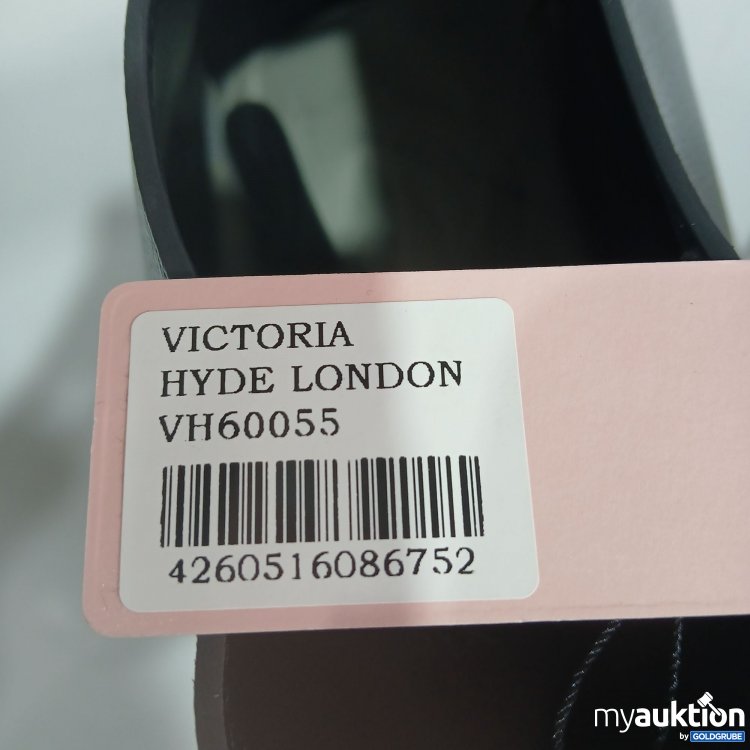 VICTORIA
HYDE LONDON
VH60055
4260516086752
myauktion
by GOLDGRUBE